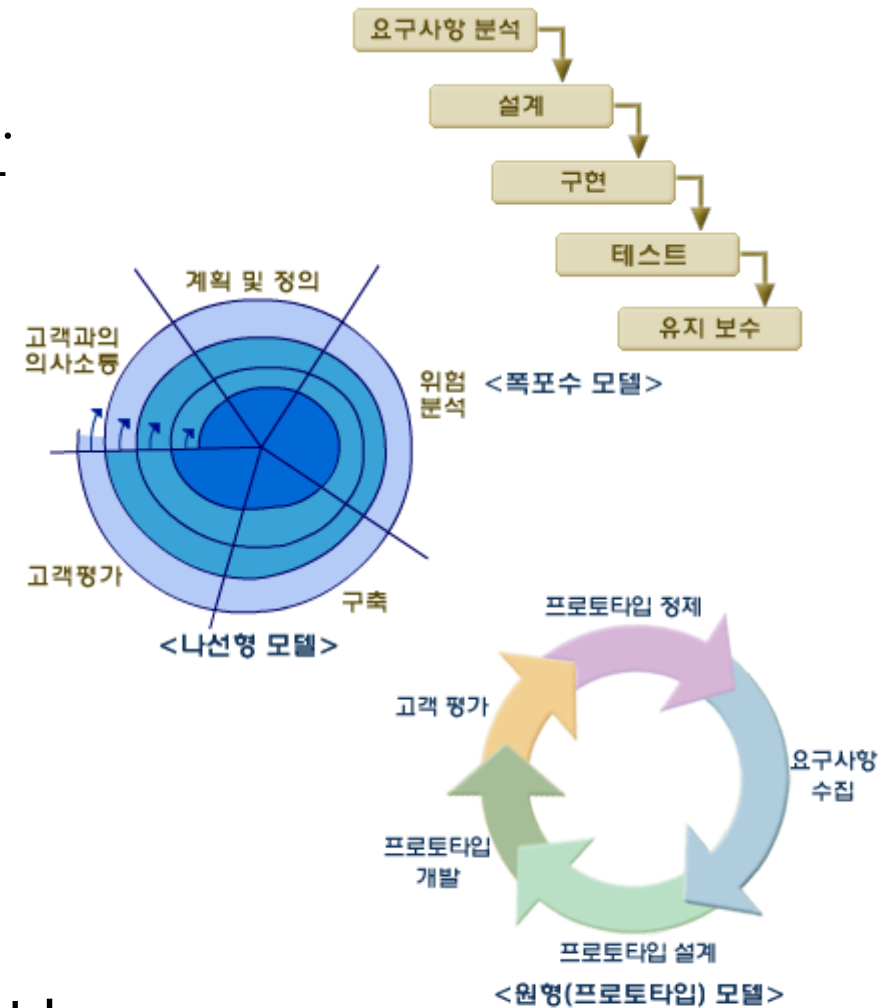 요구사항 분석
설계
구현
테스트
유지 보수
<폭포수 모델>
계획 및 정의
고객과의
의사소통
위험
분석
고객평가
구축
<나선형 모델>
프로토타입 정제
고객 평가
요구사항
수집
프로토타입
개발
프로토타입 설계
<원형(프로토타입) 모델>